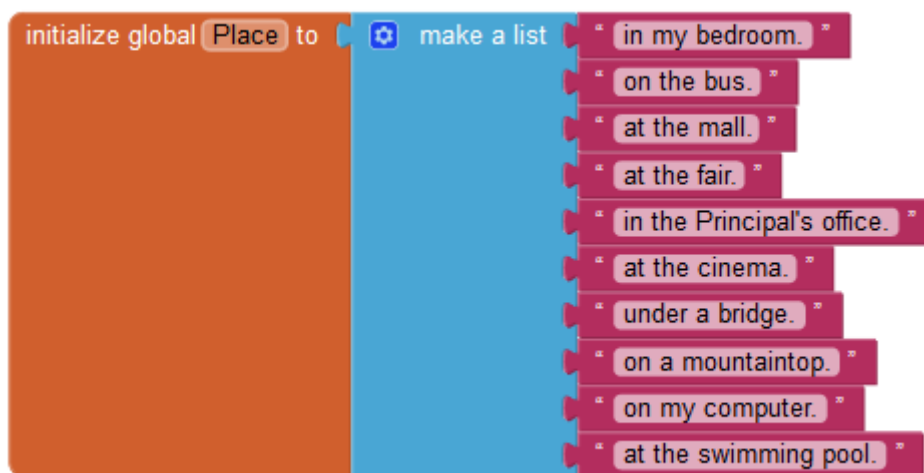 initialize global Place to make a list " in my bedroom. "
" on the bus. "
" at the mall. "
" at the fair. "
" in the Principal's office. "
" at the cinema. "
" under a bridge. "
" on a mountaintop. "
" on my computer. "
" at the swimming pool. "